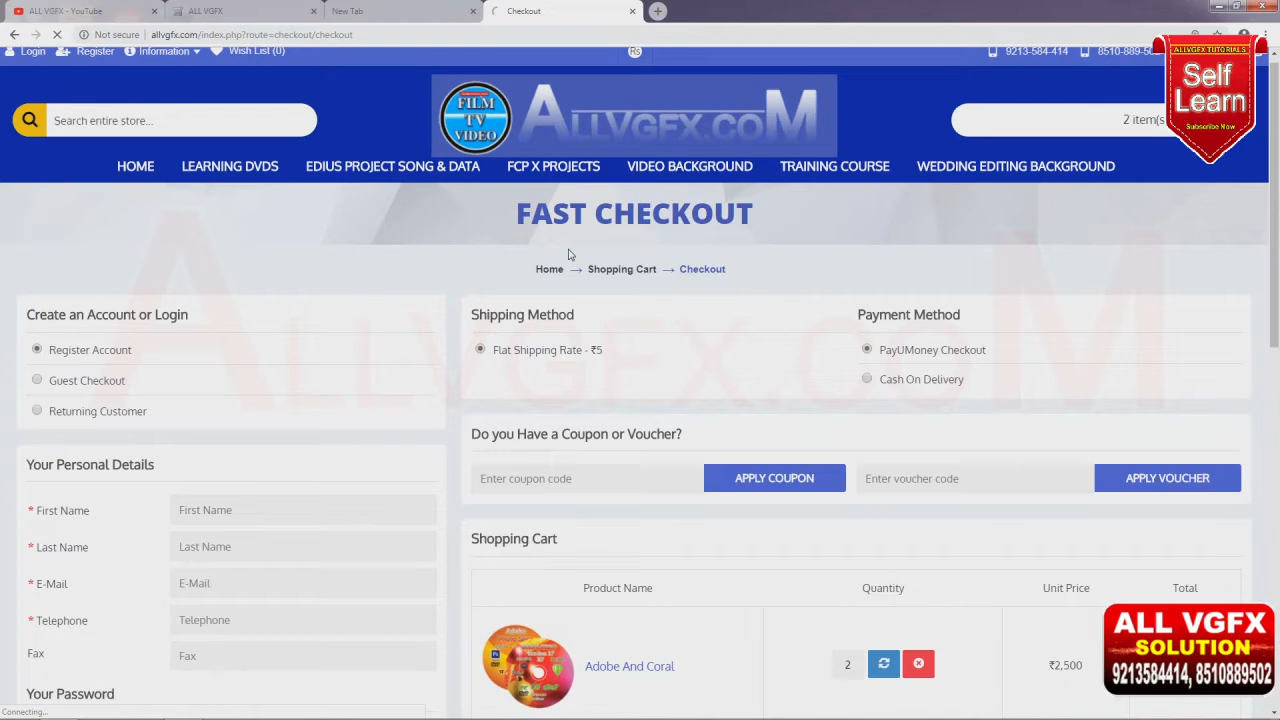 ALL VGFX - YouTube
ALL VGFX
New Tab
Checkout
Not secure
allvgfx.com/index.php?route=checkout/checkout
Login
Register
Information
Wish List (0)
Rs
9213-584-414
ALLVGFX TUTORIALS
Self
Learn
Subscribe Now
Search entire store...
FILM
TV
VIDEO
ALLVGFX.COM
2 item(s
HOME
LEARNING DVDS
EDIUS PROJECT SONG & DATA
FCP X PROJECTS
VIDEO BACKGROUND
TRAINING COURSE
WEDDING EDITING BACKGROUND
FAST CHECKOUT
Home → Shopping Cart → Checkout
ALLVGFX.COM
Create an Account or Login
Register Account
Guest Checkout
Returning Customer
Shipping Method
Flat Shipping Rate - ₹5
Payment Method
PayUMoney Checkout
Cash On Delivery
Do you Have a Coupon or Voucher?
Enter coupon code
APPLY COUPON
Enter voucher code
APPLY VOUCHER
Your Personal Details
* First Name
First Name
* Last Name
Last Name
* E-Mail
E-Mail
* Telephone
Telephone
Fax
Fax
Your Password
Shopping Cart
Product Name
Quantity
Unit Price
Total
Adobe And Coral
2
₹2,500
ALL VGFX
SOLUTION
9213584414, 8510889502
Connecting...